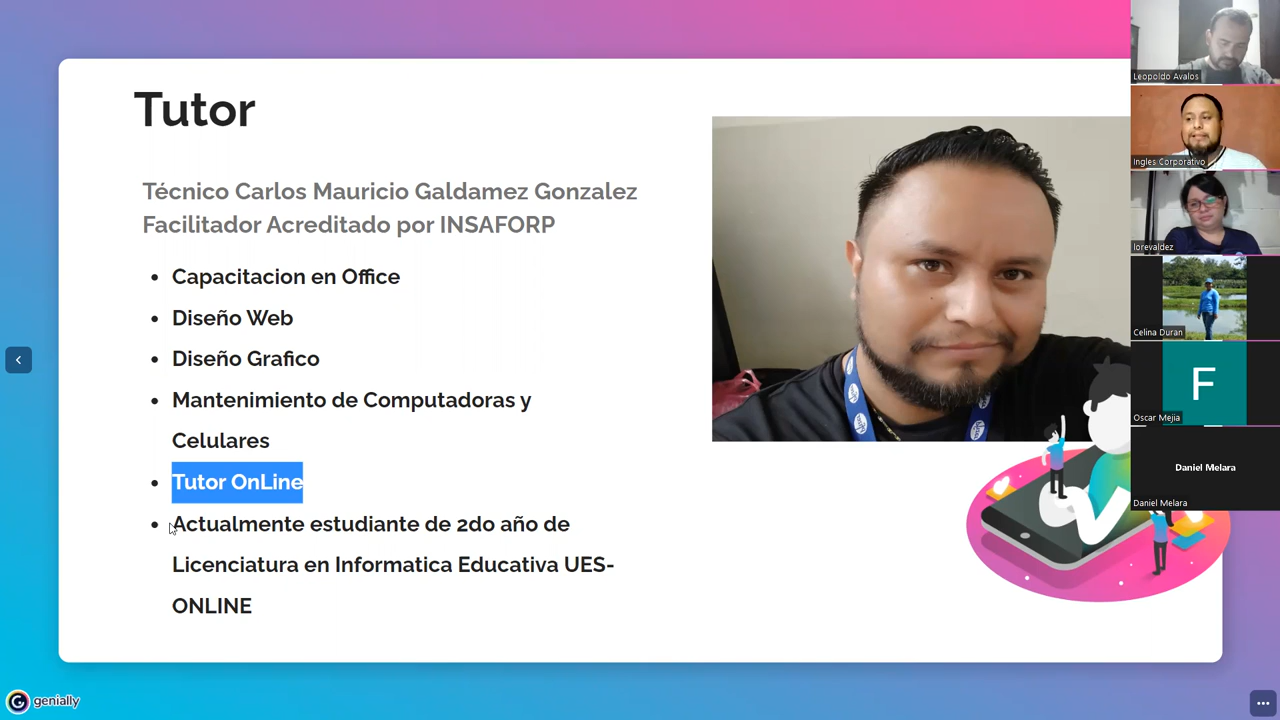 Tutor
Técnico Carlos Mauricio Galdamez Gonzalez
Facilitador Acreditado por INSAFORP
Capacitacion en Office
Diseño Web
Diseño Grafico
Mantenimiento de Computadoras y
Celulares
Tutor OnLine
Actualmente estudiante de 2do año de
Licenciatura en Informatica Educativa UES-
ONLINE
genially
Leopoldo Avalos
Ingles Corporativo
lorevaldez
Celina Duran
F
Oscar Mejia
Daniel Melara
Daniel Melara